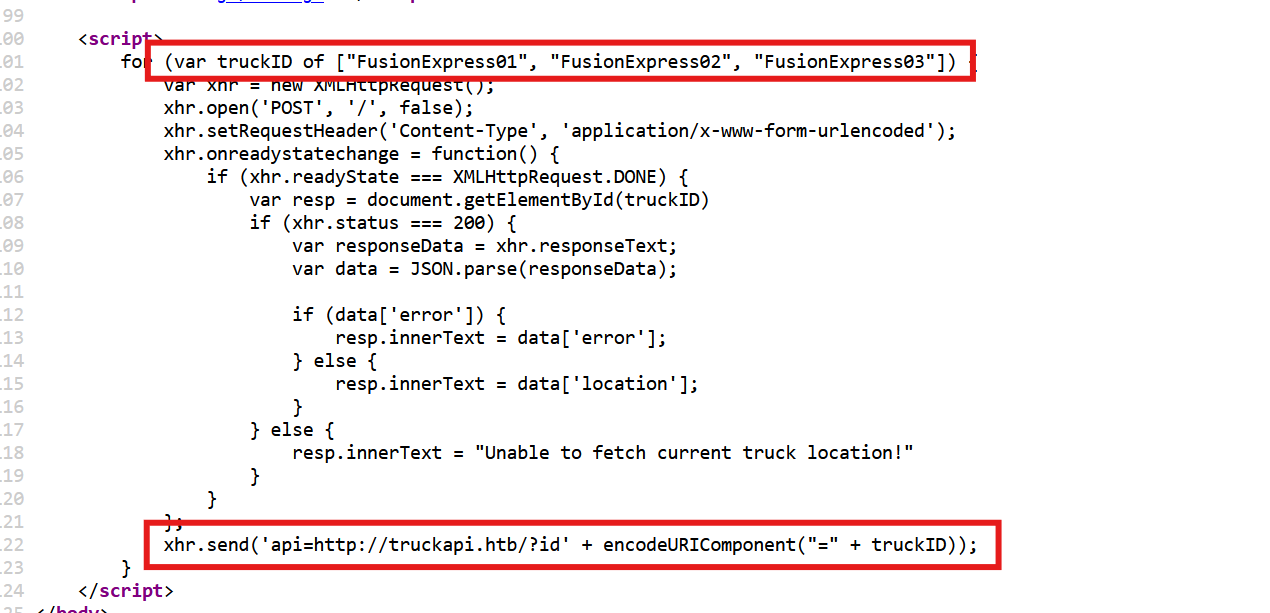 99
00 <script>
01 for (var truckID of ["FusionExpress01", "FusionExpress02", "FusionExpress03"]) {
02 var xhr = new XMLHttpRequest();
03 xhr.open('POST', '/', false);
04 xhr.setRequestHeader('Content-Type', 'application/x-www-form-urlencoded');
05 xhr.onreadystatechange = function() {
06 if (xhr.readyState === XMLHttpRequest.DONE) {
07 var resp = document.getElementById(truckID)
08 if (xhr.status === 200) {
09 var responseData = xhr.responseText;
10 var data = JSON.parse(responseData);
11
12 if (data['error']) {
13 resp.innerText = data['error'];
14 } else {
15 resp.innerText = data['location'];
16 }
17 } else {
18 resp.innerText = "Unable to fetch current truck location!"
19 }
20 }
21 };
22 xhr.send('api=http://truckapi.htb/?id' + encodeURIComponent("=" + truckID));
23 }
24 </script>
25 </body>